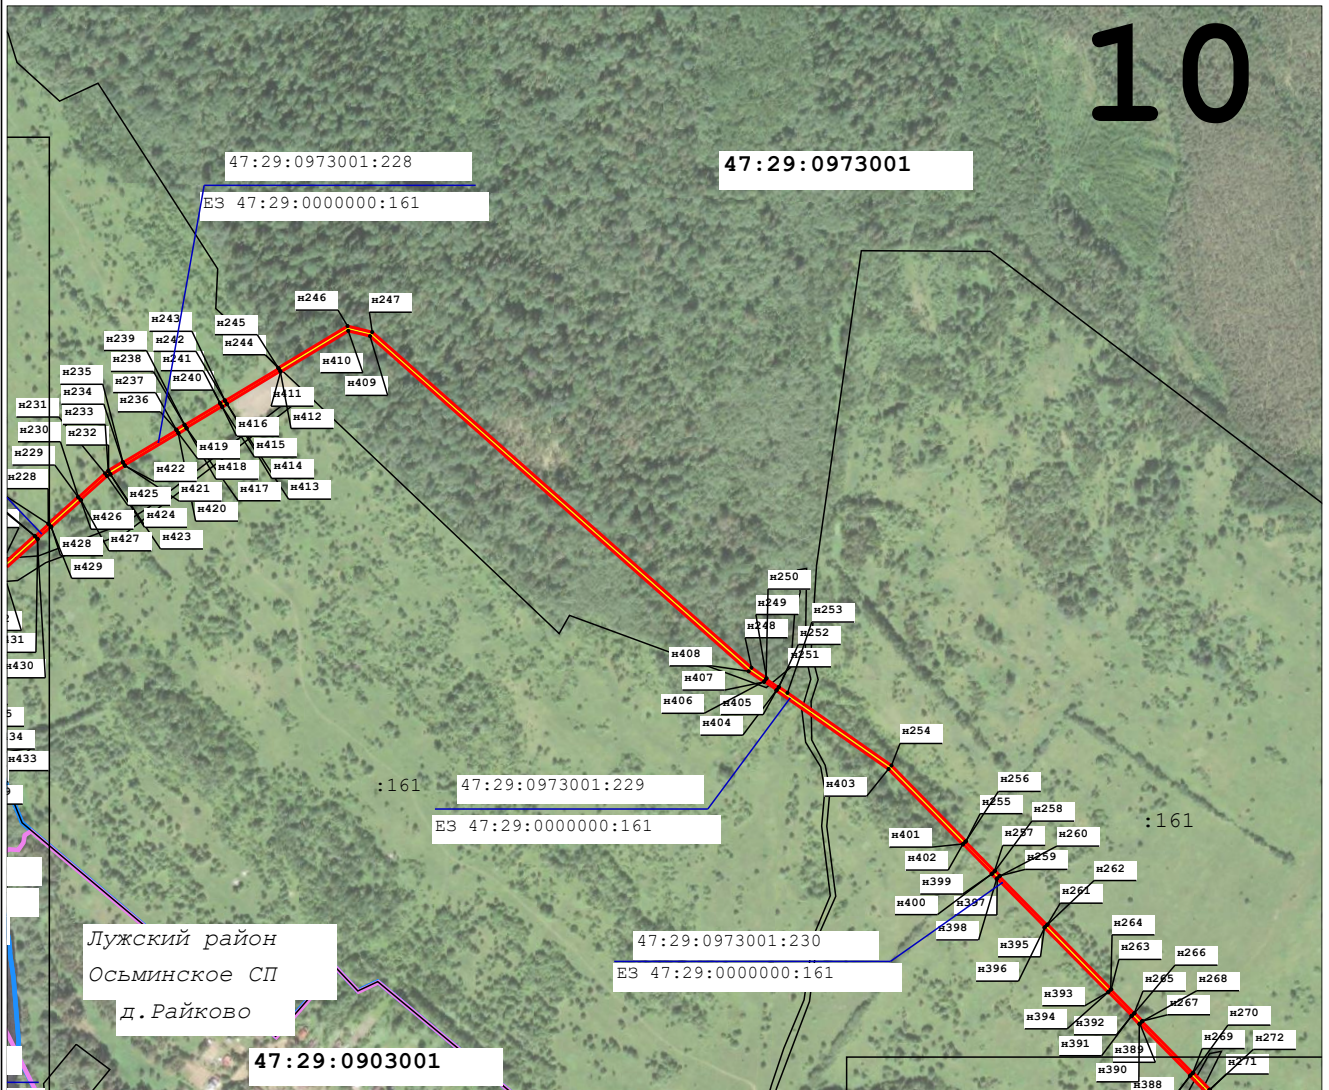 10
47:29:0973001:228
ЕЗ 47:29:0000000:161
47:29:0973001
н246
н247
н243
н245
н239
н242
н244
н238
н241
н410
н235
н237
н240
н409
н234
н236
н411
н231
н233
н416
н412
н230
н232
н419
н415
н229
н422
н418
н414
н228
н421
н417
н413
н425
н420
н426
н424
н428
н427
н423
н429
н430
н433
н250
н249
н253
н248
н252
н408
н251
н407
н406
н405
н404
н254
н403
:161
47:29:0973001:229
ЕЗ 47:29:0000000:161
н256
н255
н258
:161
н401
н257
н260
н402
н259
н399
н262
н400
н397
н261
н398
н264
н395
н263
н396
н266
47:29:0973001:230
ЕЗ 47:29:0000000:161
н265
н268
н393
н267
н394
н392
н270
н391
н389
н269
н272
н390
н271
н388
Лужский район
Осьминское СП
д.Райково
47:29:0903001